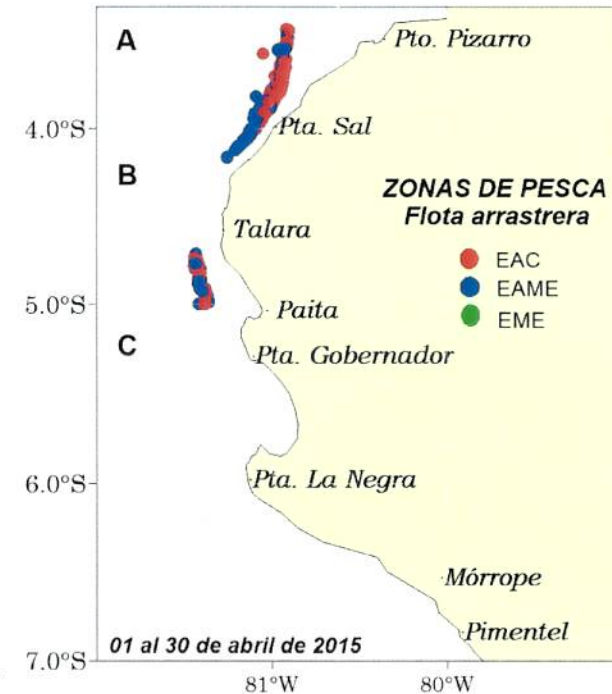 A
Pto. Pizarro
4.0°S
Pta. Sal
B
ZONAS DE PESCA
Flota arrastrera
Talara
EAC
EAME
EME
5.0°S
Paita
C
Pta. Gobernador
6.0°S
Pta. La Negra
Mórrope
Pimentel
01 al 30 de abril de 2015
7.0°S
81°W
80°W